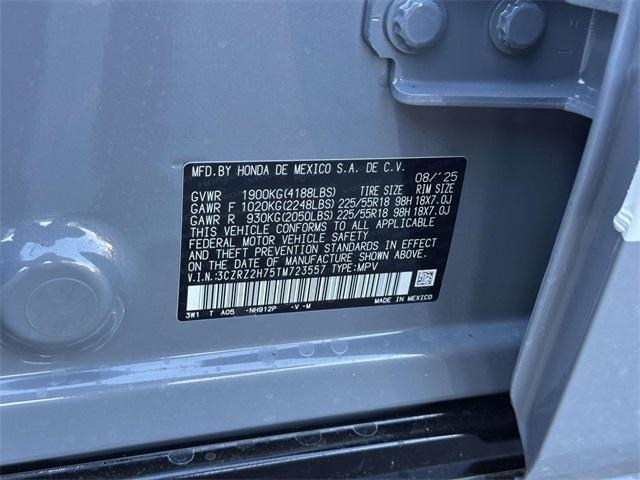 MFD.BY HONDA DE MEXICO S.A. DE C.V.
08/'25
GVWR 1900KG(4188LBS) TIRE SIZE RIM SIZE
GAWR F 1020KG(2248LBS) 225/55R18 98H 18X7.0J
GAWR R 930KG(2050LBS) 225/55R18 98H 18X7.0J
THIS VEHICLE CONFORMS TO ALL APPLICABLE
FEDERAL MOTOR VEHICLE SAFETY
AND THEFT PREVENTION STANDARDS IN EFFECT
ON THE DATE OF MANUFACTURE SHOWN ABOVE.
V.I.N.:3CZRZ2H75TM723557 TYPE:MPV
3W1 T A05 -NH912P -V -M MADE IN MEXICO